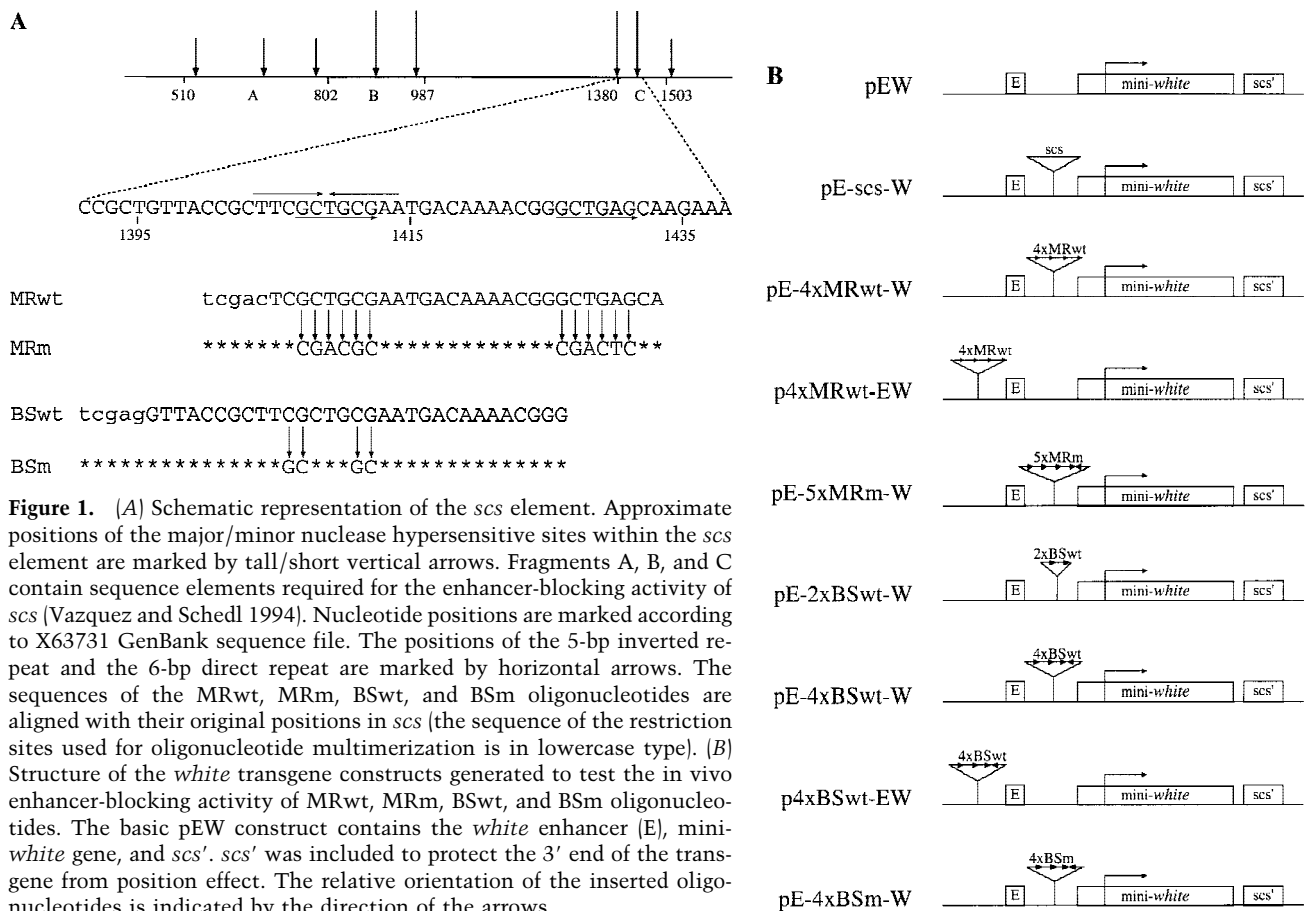 A
510 A 802 B 987 1380 C 1503
CCGCTGTTACCGCTTCGCTGCGAATGACAAAACGGGCTGAGCAAGAAA
1395 1415 1435
MRwt tcgacTCGCTGCGAATGACAAAACGGGCTGAGCA
MRm *******CGACGC**************CGACTC**
BSwt tcgagGTTACCGCTTCGCTGCGAATGACAAAACGGG
BSm ***************GC***GC**************
Figure 1. (A) Schematic representation of the scs element. Approximate
positions of the major/minor nuclease hypersensitive sites within the scs
element are marked by tall/short vertical arrows. Fragments A, B, and C
contain sequence elements required for the enhancer-blocking activity of
scs (Vazquez and Schedl 1994). Nucleotide positions are marked according
to X63731 GenBank sequence file. The positions of the 5-bp inverted re-
peat and the 6-bp direct repeat are marked by horizontal arrows. The
sequences of the MRwt, MRm, BSwt, and BSm oligonucleotides are
aligned with their original positions in scs (the sequence of the restriction
sites used for oligonucleotide multimerization is in lowercase type). (B)
Structure of the white transgene constructs generated to test the in vivo
enhancer-blocking activity of MRwt, MRm, BSwt, and BSm oligonucleo-
tides. The basic pEW construct contains the white enhancer (E), mini-
white gene, and scs′. scs′ was included to protect the 3′ end of the trans-
gene from position effect. The relative orientation of the inserted oligo-
nucleotides is indicated by the direction of the arrows.
B
pEW E mini-white scs'
scs
pE-scs-W E mini-white scs'
4xMRwt
pE-4xMRwt-W E mini-white scs'
4xMRwt
p4xMRwt-EW E mini-white scs'
5xMRm
pE-5xMRm-W E mini-white scs'
2xBSwt
pE-2xBSwt-W E mini-white scs'
4xBSwt
pE-4xBSwt-W E mini-white scs'
4xBSwt
p4xBSwt-EW E mini-white scs'
4xBSm
pE-4xBSm-W E mini-white scs'